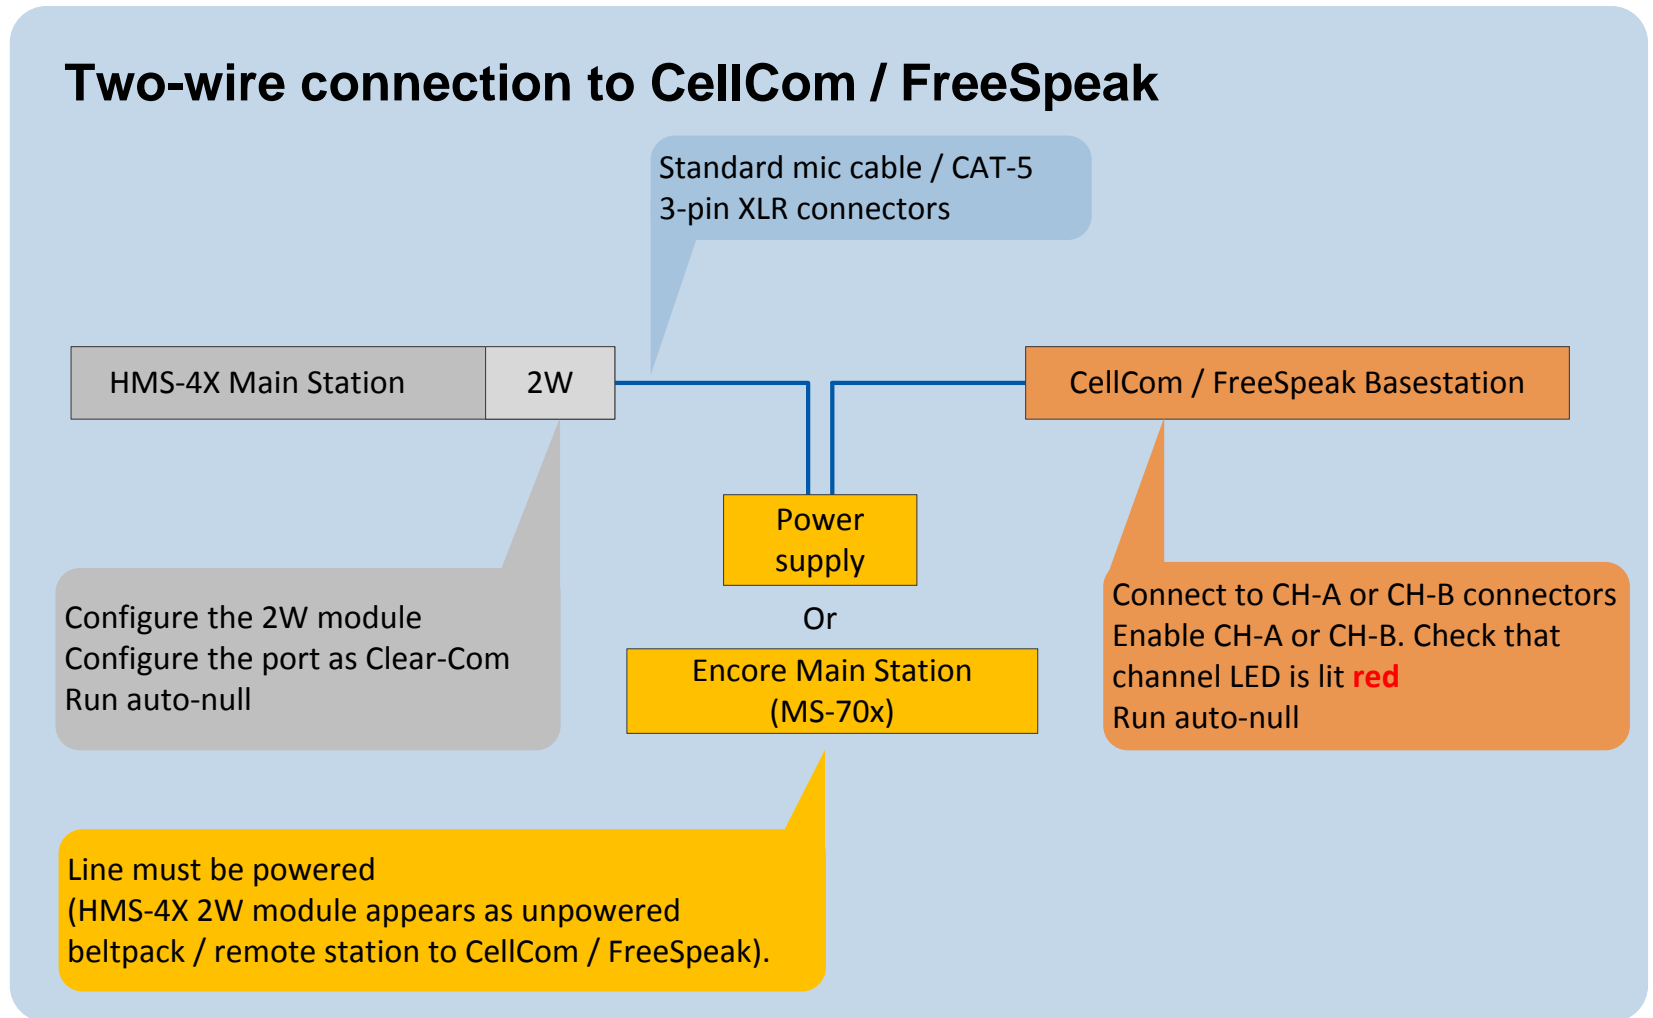 Two-wire connection to CellCom / FreeSpeak
Standard mic cable / CAT-5
3-pin XLR connectors
HMS-4X Main Station
2W
CellCom / FreeSpeak Basestation
Power
supply
Or
Encore Main Station
(MS-70x)
Configure the 2W module
Configure the port as Clear-Com
Run auto-null
Connect to CH-A or CH-B connectors
Enable CH-A or CH-B. Check that
channel LED is lit red
Run auto-null
Line must be powered
(HMS-4X 2W module appears as unpowered
beltpack / remote station to CellCom / FreeSpeak).